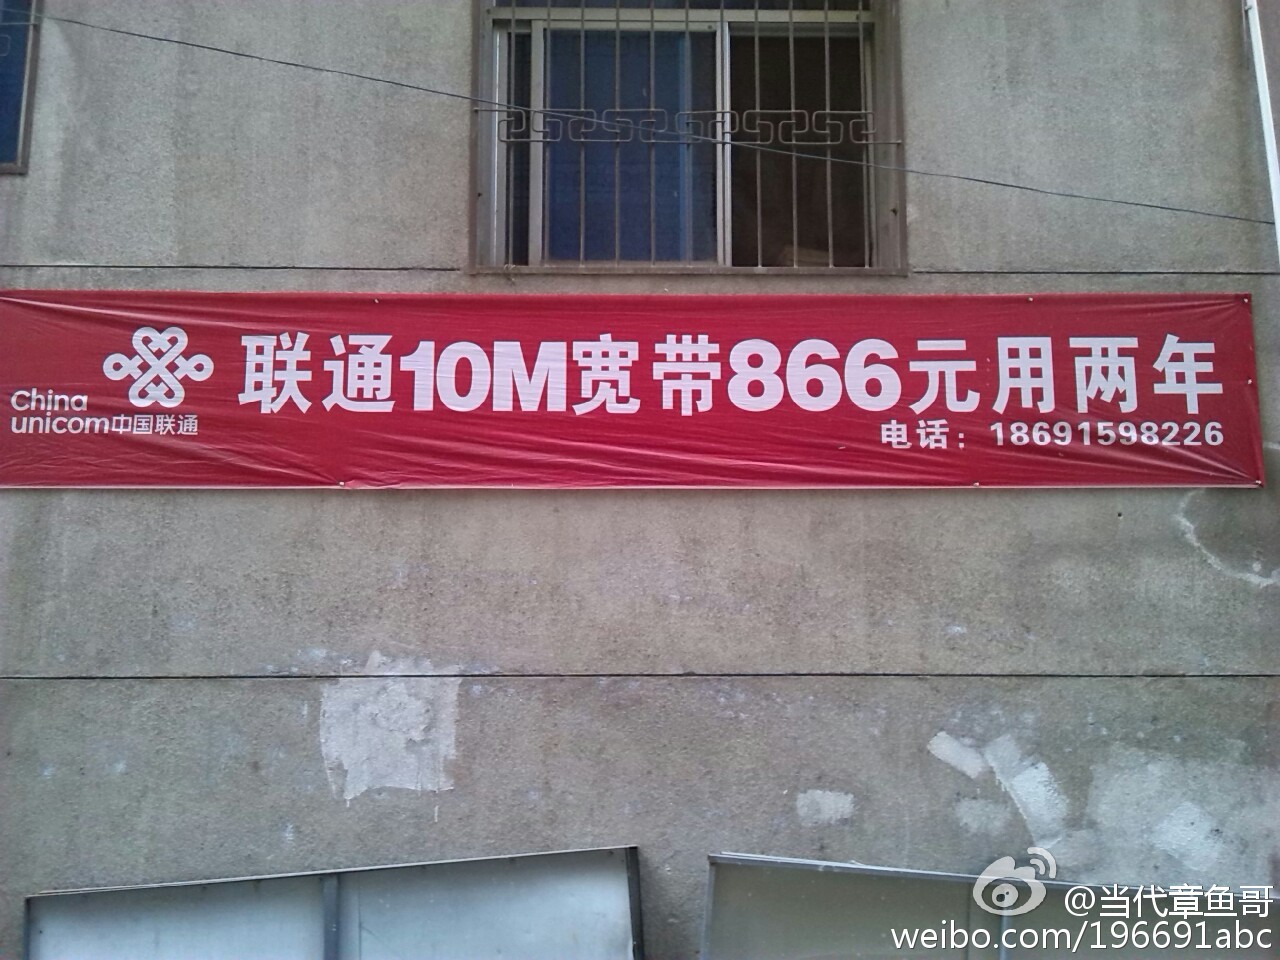 联通10M宽带866元用两年
China
unicom中国联通
电话：18691598226
@当代章鱼哥
weibo.com/196691abc